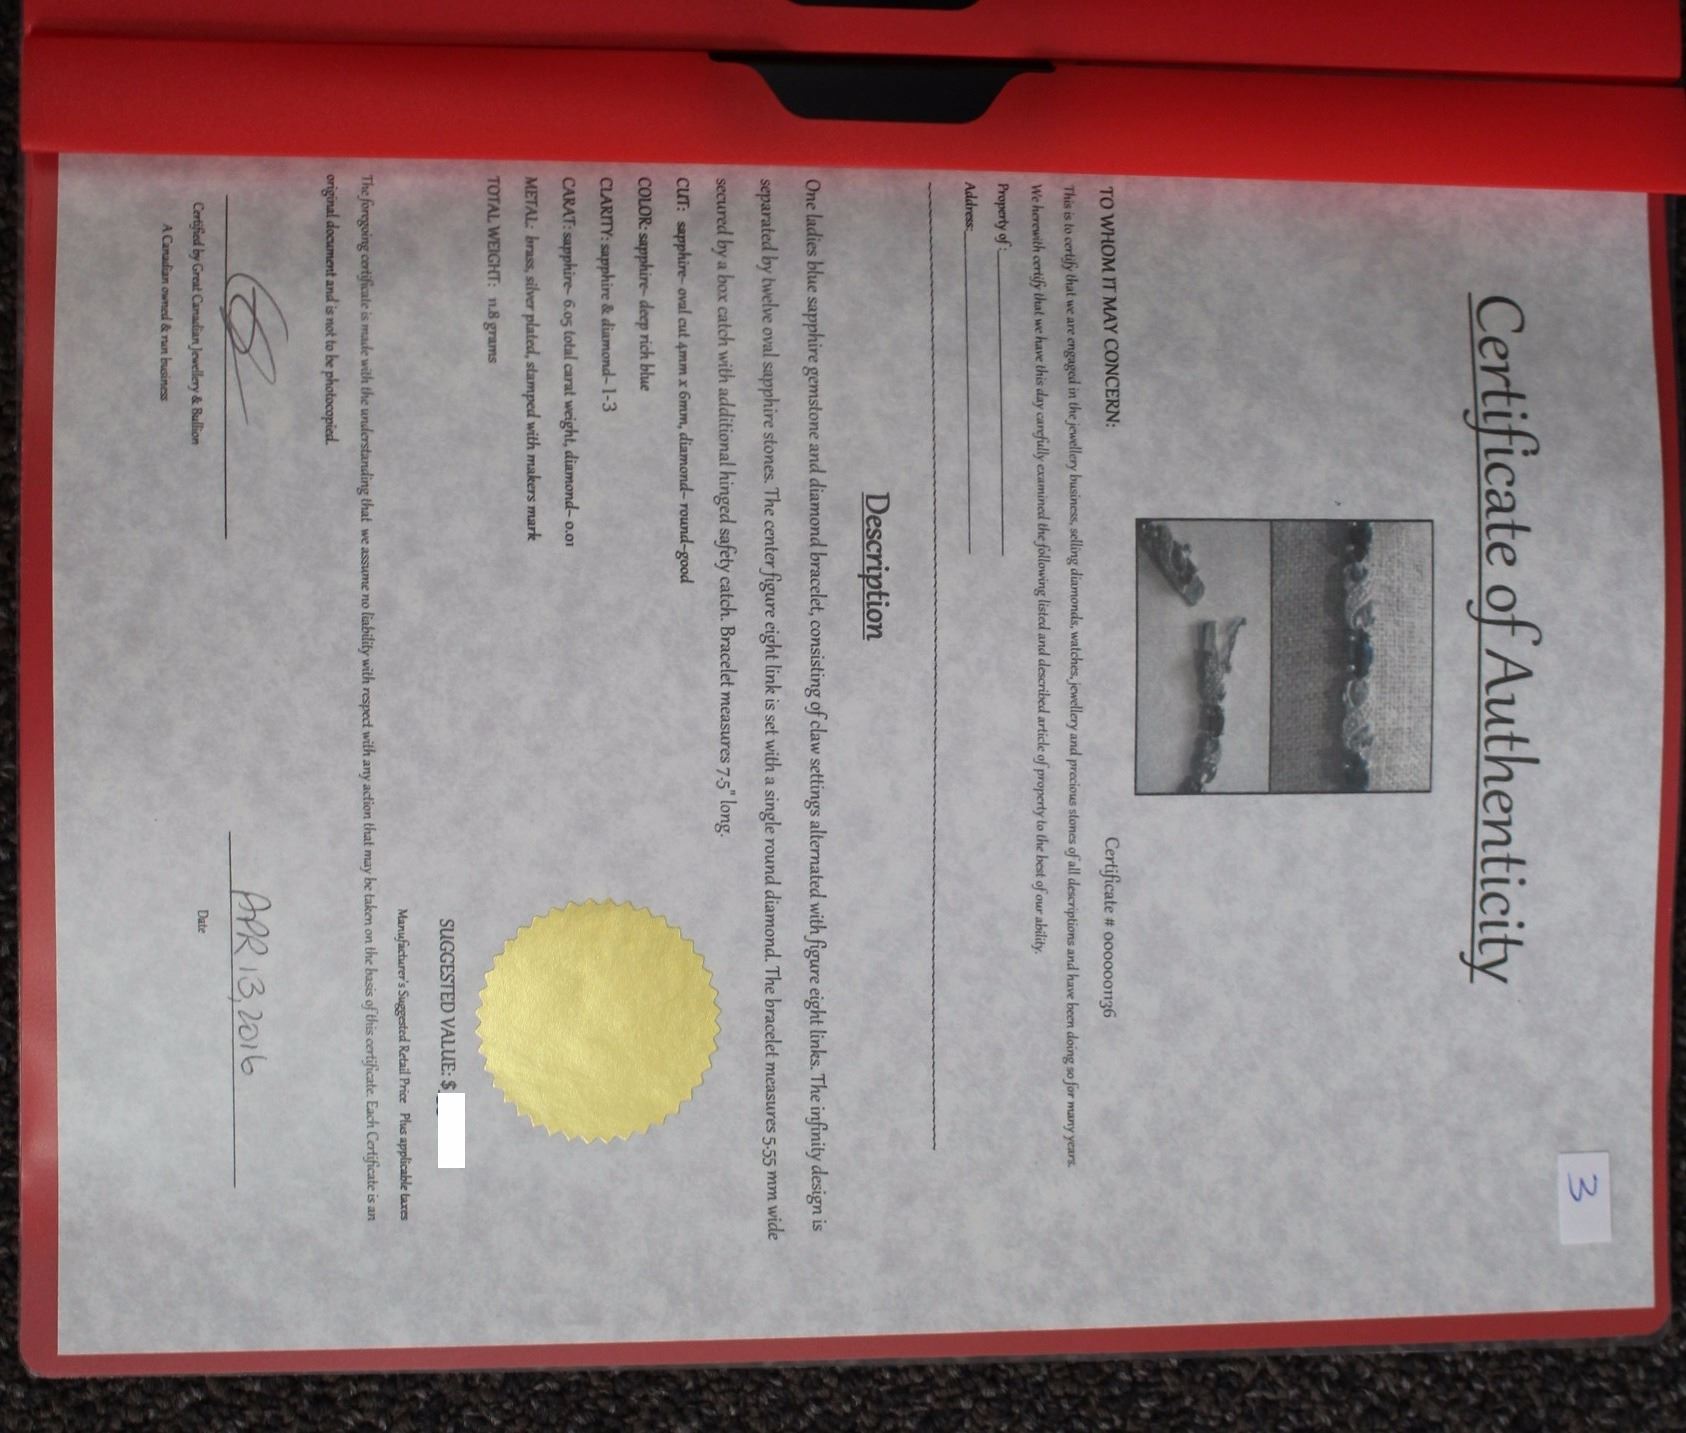 3
Certificate of Authenticity
TO WHOM IT MAY CONCERN:
Certificate # 0000001136
This is to certify that we are engaged in the jewellery business, selling diamonds, watches, jewellery and precious stones of all descriptions and have been doing so for many years.
We herewith certify that we have this day carefully examined the following listed and described article of property to the best of our ability.
Property of :
Address:
Description
One ladies blue sapphire gemstone and diamond bracelet, consisting of claw settings alternated with figure eight links. The infinity design is
separated by twelve oval sapphire stones. The center figure eight link is set with a single round diamond. The bracelet measures 5.55 mm wide
secured by a box catch with additional hinged safety catch. Bracelet measures 7.5" long.
CUT: sapphire- oval cut 4mm x 6mm, diamond- round-good
COLOR: sapphire- deep rich blue
CLARITY: sapphire & diamond- 1-3
CARAT: sapphire- 6.05 total carat weight, diamond- 0.01
METAL: brass, silver plated, stamped with makers mark
TOTAL WEIGHT: 11.8 grams
SUGGESTED VALUE: $
Manufacturer's Suggested Retail Price Plus applicable taxes
The foregoing certificate is made with the understanding that we assume no liability with respect with any action that may be taken on the basis of this certificate. Each Certificate is an
original document and is not to be photocopied.
APR 13, 2016
Certified by Great Canadian Jewellery & Bullion
Date
A Canadian owned & run business